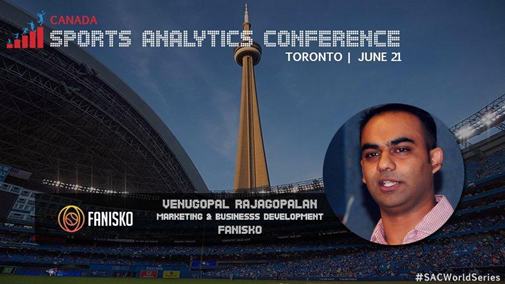 CANADA
SPORTS ANALYTICS CONFERENCE
TORONTO | JUNE 21
VENUGOPAL RAJAGOPALAN
MARKETING & BUSINESSS DEVELOPMENT
FANISKO
FANISKO
#SACWorldSeries